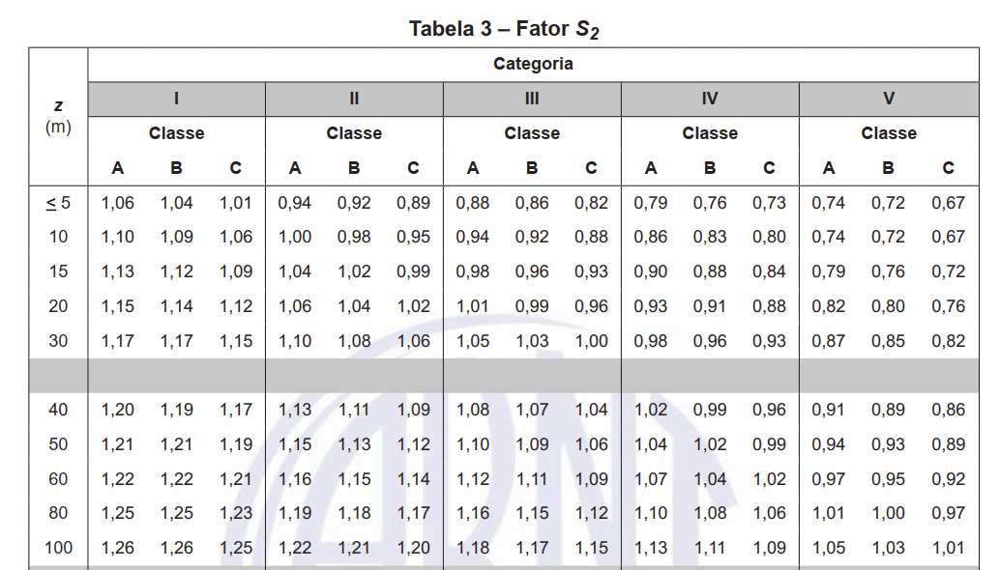 Tabela 3 – Fator S2
Categoria
z
(m)
I II III IV V
Classe Classe Classe Classe Classe
A B C A B C A B C A B C A B C
≤ 5 1,06 1,04 1,01 0,94 0,92 0,89 0,88 0,86 0,82 0,79 0,76 0,73 0,74 0,72 0,67
10 1,10 1,09 1,06 1,00 0,98 0,95 0,94 0,92 0,88 0,86 0,83 0,80 0,74 0,72 0,67
15 1,13 1,12 1,09 1,04 1,02 0,99 0,98 0,96 0,93 0,90 0,88 0,84 0,79 0,76 0,72
20 1,15 1,14 1,12 1,06 1,04 1,02 1,01 0,99 0,96 0,93 0,91 0,88 0,82 0,80 0,76
30 1,17 1,17 1,15 1,10 1,08 1,06 1,05 1,03 1,00 0,98 0,96 0,93 0,87 0,85 0,82
40 1,20 1,19 1,17 1,13 1,11 1,09 1,08 1,07 1,04 1,02 0,99 0,96 0,91 0,89 0,86
50 1,21 1,21 1,19 1,15 1,13 1,12 1,10 1,09 1,06 1,04 1,02 0,99 0,94 0,93 0,89
60 1,22 1,22 1,21 1,16 1,15 1,14 1,12 1,11 1,09 1,07 1,04 1,02 0,97 0,95 0,92
80 1,25 1,25 1,23 1,19 1,18 1,17 1,16 1,15 1,12 1,10 1,08 1,06 1,01 1,00 0,97
100 1,26 1,26 1,25 1,22 1,21 1,20 1,18 1,17 1,15 1,13 1,11 1,09 1,05 1,03 1,01